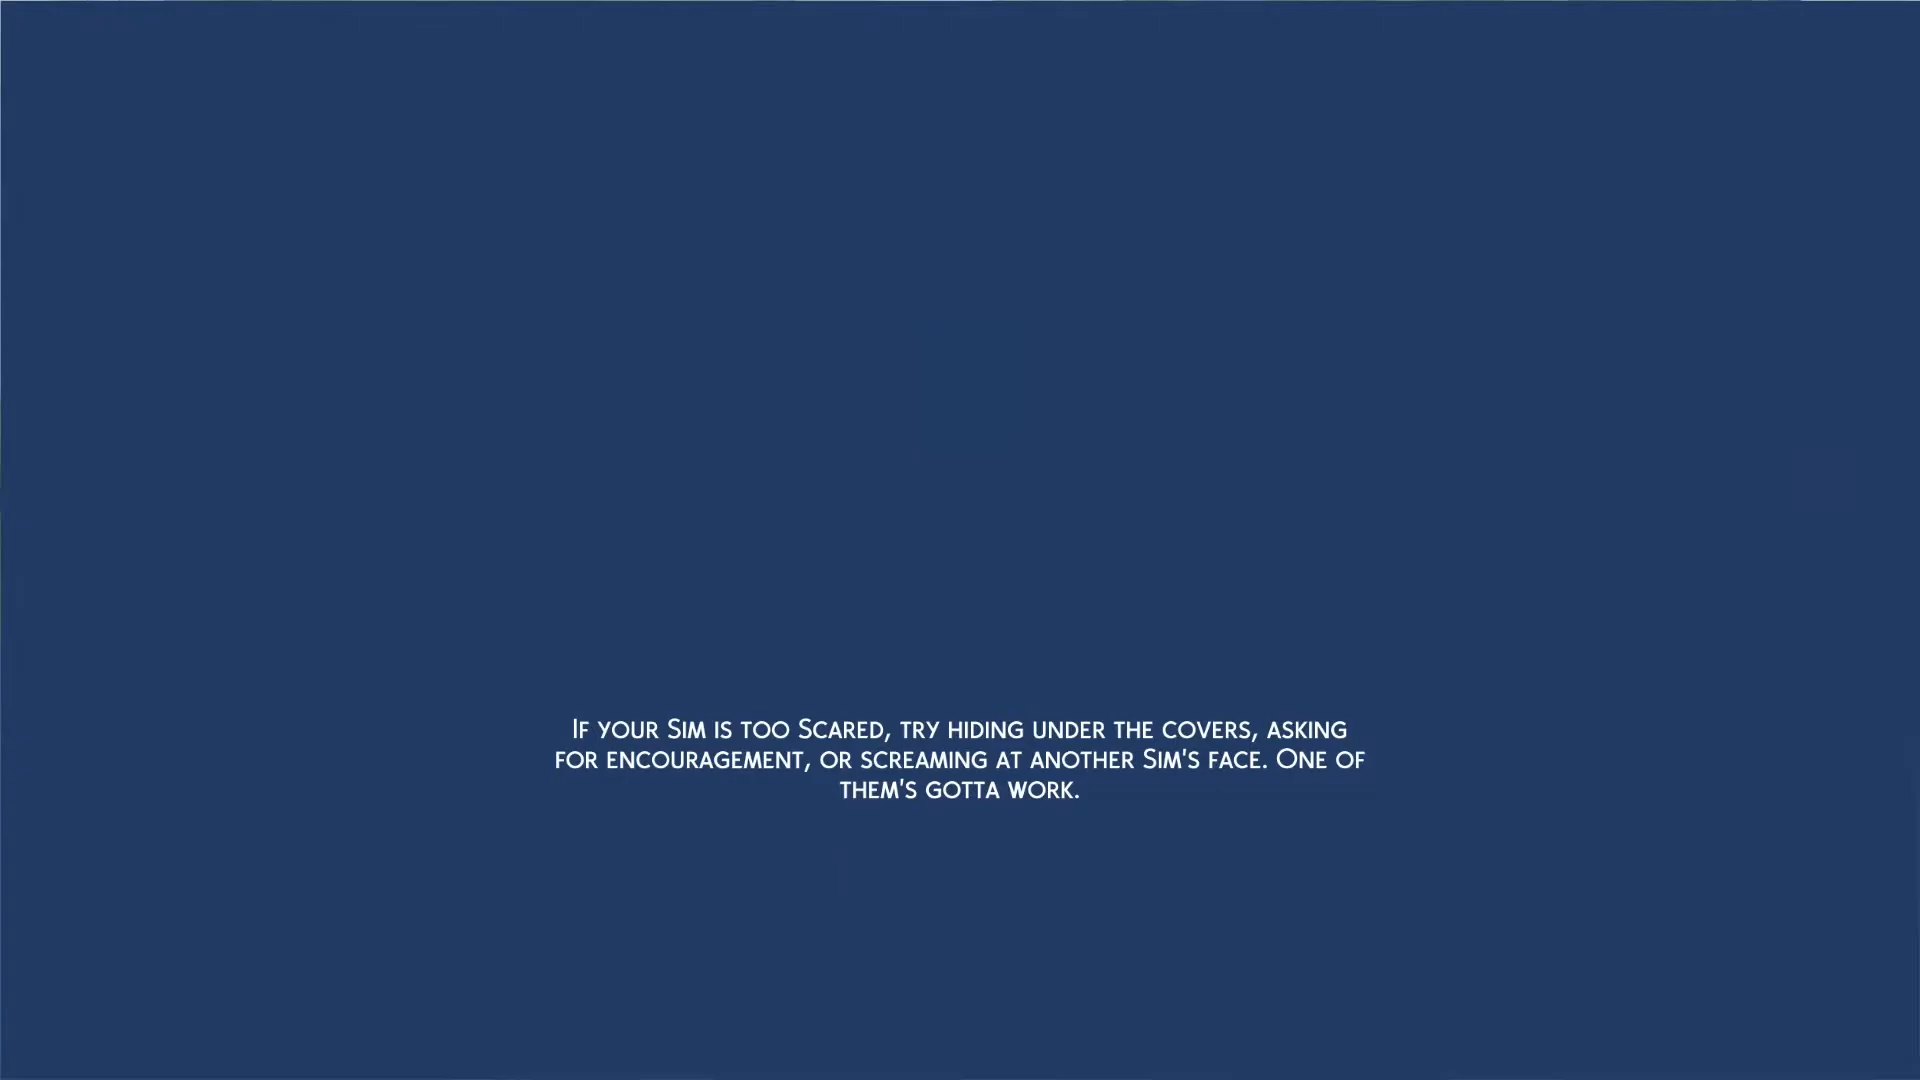 If your Sim is too Scared, try hiding under the covers, asking
for encouragement, or screaming at another Sim's face. One of
them's gotta work.